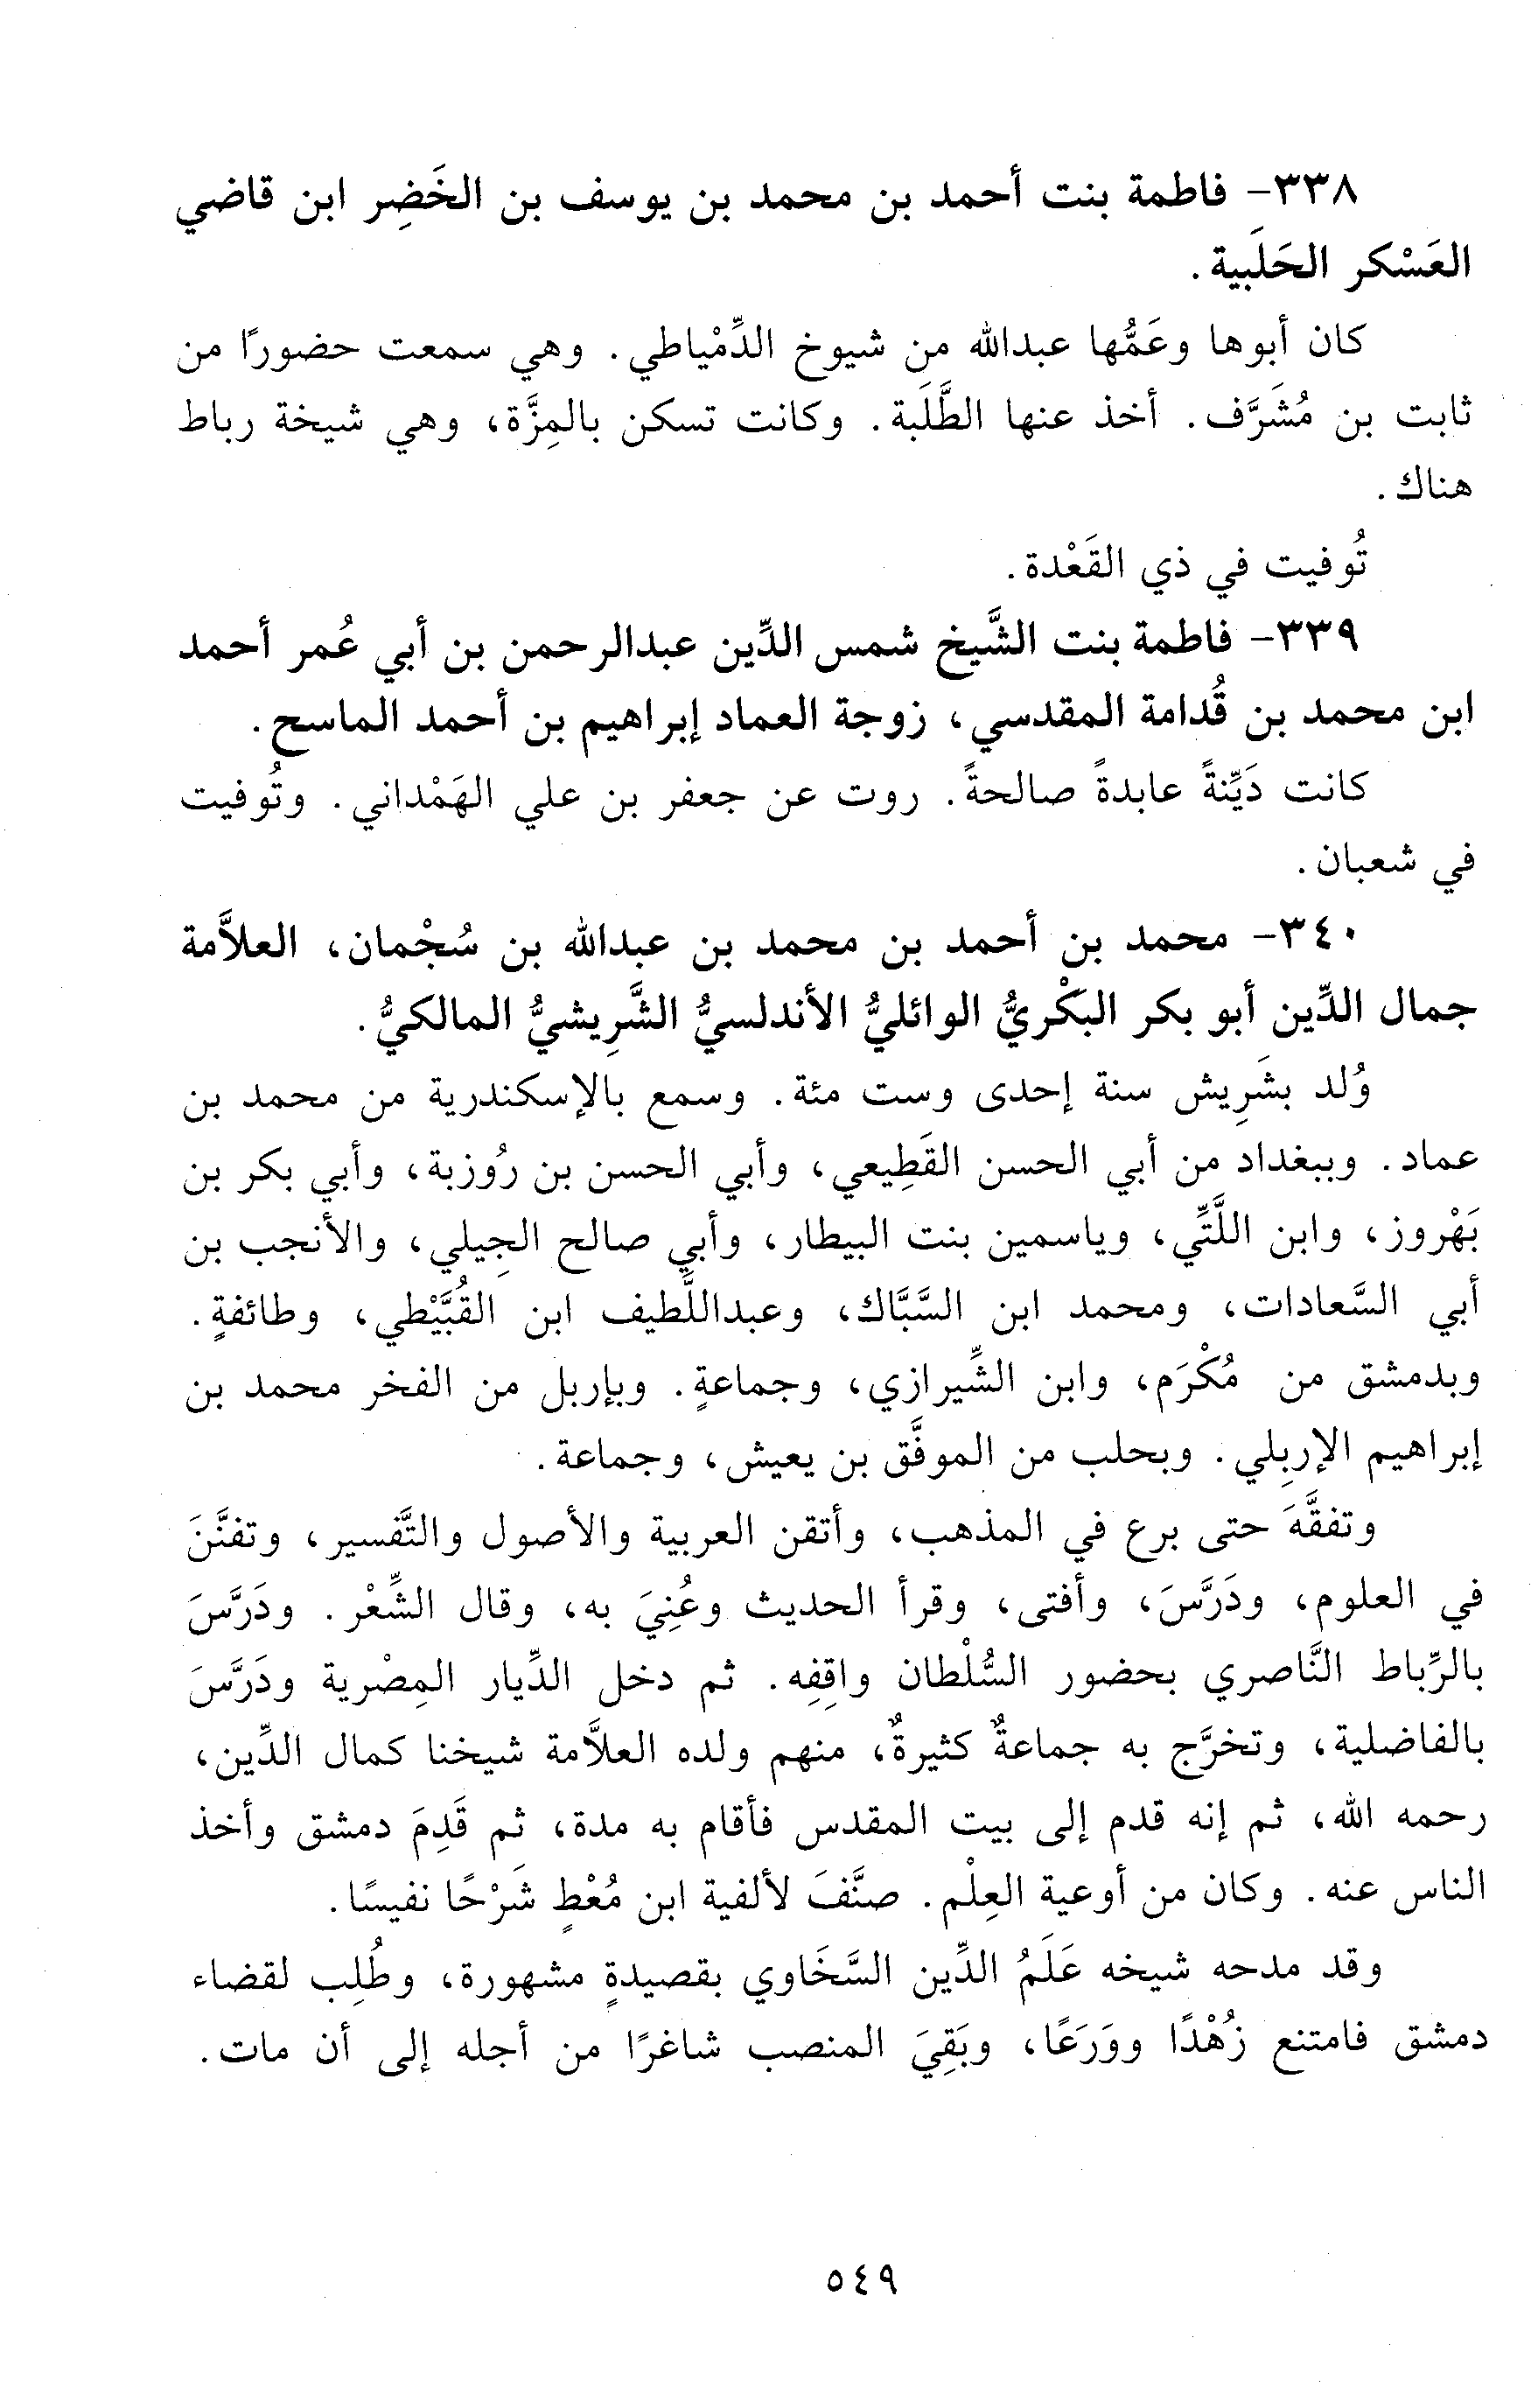 ٣٣٨- فاطمة بنت أحمد بن محمد بن يوسف بن الخَضِر ابن قاضي
العَسْكر الحَلَبية.
كان أبوها وعَمُّها عبدالله من شيوخ الدِّمْياطي. وهي سمعت حضورًا من
ثابت بن مُشَرَّف. أخذ عنها الطَّلَبة. وكانت تسكن بالمِزَّة، وهي شيخة رباط
هناك.
تُوفيت في ذي القَعْدة.
٣٣٩- فاطمة بنت الشَّيخ شمس الدِّين عبدالرحمن بن أبي عُمر أحمد
ابن محمد بن قُدامة المقدسي، زوجة العماد إبراهيم بن أحمد الماسح.
كانت دَيِّنةً عابدةً صالحةً. روت عن جعفر بن علي الهَمْداني. وتُوفيت
في شعبان.
٣٤٠- محمد بن أحمد بن محمد بن عبدالله بن سُجْمان، العلاَّمة
جمال الدِّين أبو بكر البَكْريُّ الوائليُّ الأندلسيُّ الشَّرِيشيُّ المالكيُّ.
وُلد بشَرِيش سنة إحدى وست مئة. وسمع بالإسكندرية من محمد بن
عماد. وببغداد من أبي الحسن القَطِيعي، وأبي الحسن بن رُوزبة، وأبي بكر بن
بَهْروز، وابن اللَّتِّي، وياسمين بنت البيطار، وأبي صالح الجِيلي، والأنجب بن
أبي السَّعادات، ومحمد ابن السَّبَّاك، وعبداللَّطيف ابن القُبَّيْطي، وطائفةٍ.
وبدمشق من مُكْرَم، وابن الشِّيرازي، وجماعةٍ. وبإربل من الفخر محمد بن
إبراهيم الإربِلي. وبحلب من الموفَّق بن يعيش، وجماعة.
وتفقَّهَ حتى برع في المذهب، وأتقن العربية والأصول والتَّفسير، وتفنَّنَ
في العلوم، ودَرَّسَ، وأفتى، وقرأ الحديث وعُنِيَ به، وقال الشِّعْر. ودَرَّسَ
بالرِّباط النَّاصري بحضور السُّلْطان واقِفِه. ثم دخل الدِّيار المِصْرية ودَرَّسَ
بالفاضلية، وتخرَّج به جماعةٌ كثيرةٌ، منهم ولده العلاَّمة شيخنا كمال الدِّين،
رحمه الله، ثم إنه قدم إلى بيت المقدس فأقام به مدة، ثم قَدِمَ دمشق وأخذ
الناس عنه. وكان من أوعية العِلْم. صنَّفَ لألفية ابن مُعْطٍ شَرْحًا نفيسًا.
وقد مدحه شيخه عَلَمُ الدِّين السَّخَاوي بقصيدةٍ مشهورة، وطُلِب لقضاء
دمشق فامتنع زُهْدًا ووَرَعًا، وبَقِيَ المنصب شاغرًا من أجله إلى أن مات.
٥٤٩